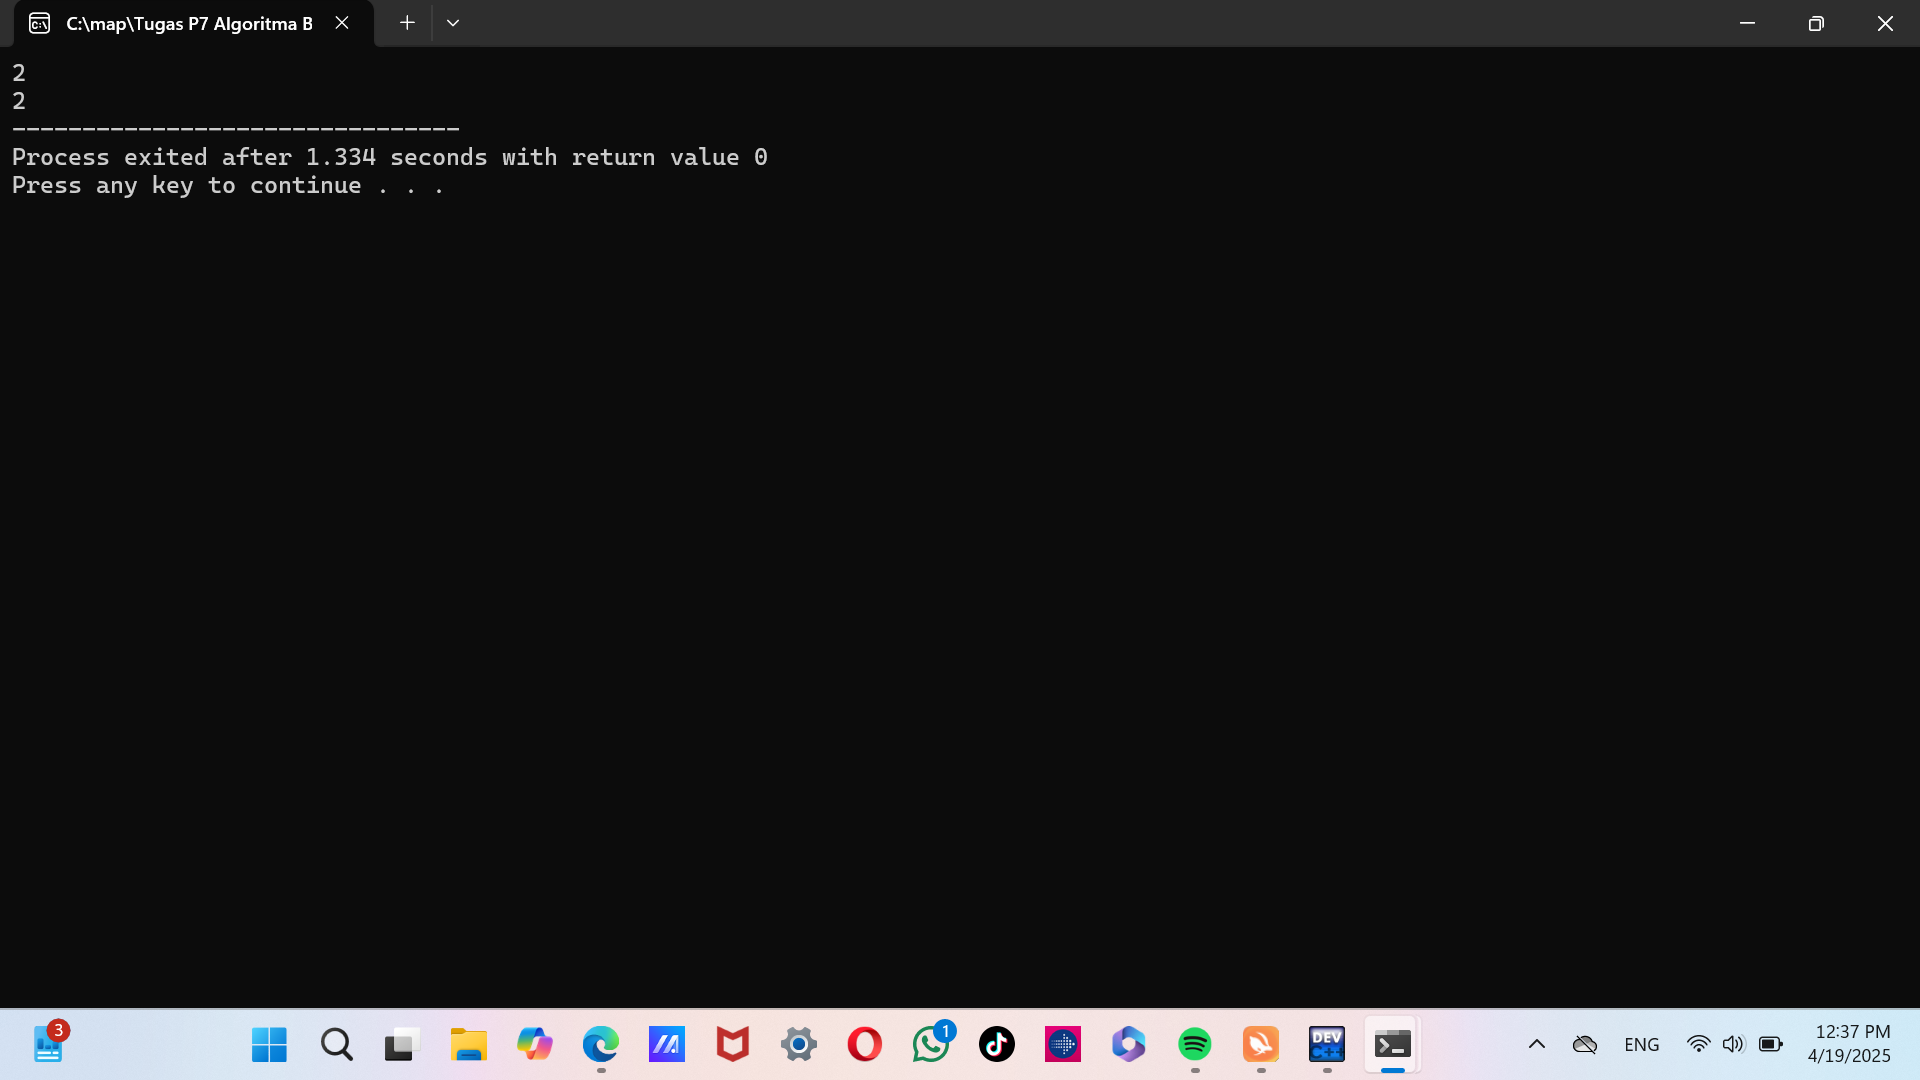 C:\map\Tugas P7 Algoritma B
2
2
--------------------------------
Process exited after 1.334 seconds with return value 0
Press any key to continue . . .
3
1
DEV
C++
ENG
12:37 PM
4/19/2025